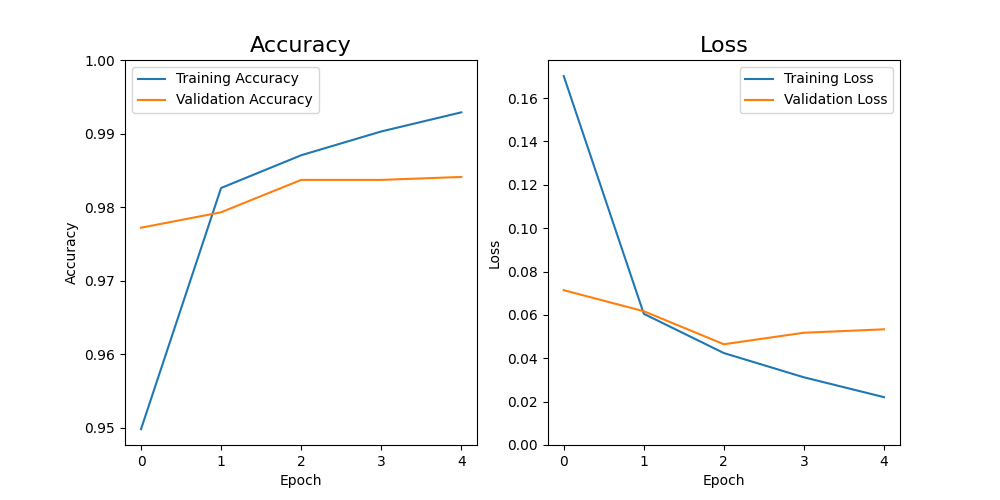 Accuracy
1.00
0.99
0.98
0.97
0.96
0.95
Accuracy
Training Accuracy
Validation Accuracy
0 1 2 3 4
Epoch
Loss
0.16
0.14
0.12
0.10
0.08
0.06
0.04
0.02
0.00
Loss
Training Loss
Validation Loss
0 1 2 3 4
Epoch